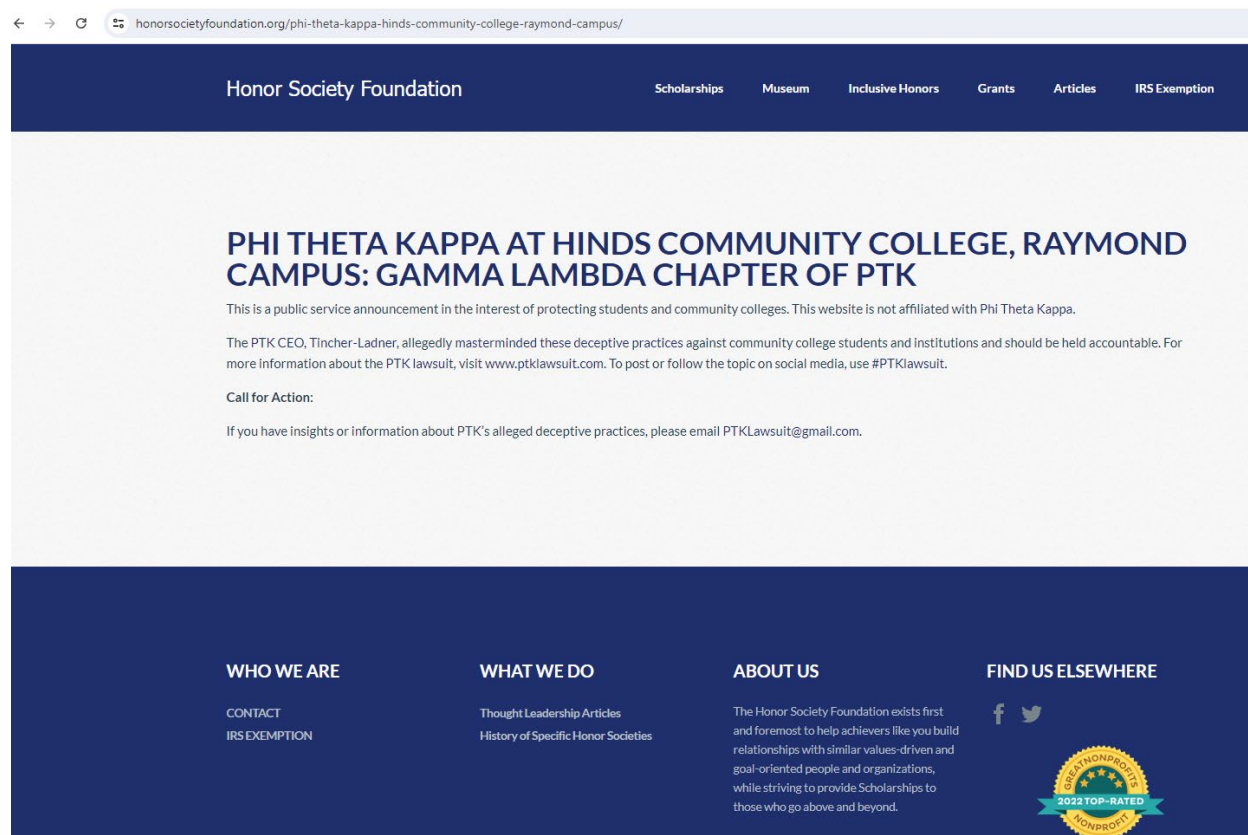 honorsocietyfoundation.org/phi-theta-kappa-hinds-community-college-raymond-campus/
Honor Society Foundation
Scholarships Museum Inclusive Honors Grants Articles IRS Exemption
PHI THETA KAPPA AT HINDS COMMUNITY COLLEGE, RAYMOND
CAMPUS: GAMMA LAMBDA CHAPTER OF PTK
This is a public service announcement in the interest of protecting students and community colleges. This website is not affiliated with Phi Theta Kappa.
The PTK CEO, Tincher-Ladner, allegedly masterminded these deceptive practices against community college students and institutions and should be held accountable. For
more information about the PTK lawsuit, visit www.ptklawsuit.com. To post or follow the topic on social media, use #PTKlawsuit.
Call for Action:
If you have insights or information about PTK's alleged deceptive practices, please email PTKLawsuit@gmail.com.
WHO WE ARE
CONTACT
IRS EXEMPTION
WHAT WE DO
Thought Leadership Articles
History of Specific Honor Societies
ABOUT US
The Honor Society Foundation exists first
and foremost to help achievers like you build
relationships with similar values-driven and
goal-oriented people and organizations,
while striving to provide Scholarships to
those who go above and beyond.
FIND US ELSEWHERE
GREATNONPROFITS
2022 TOP-RATED
NONPROFIT